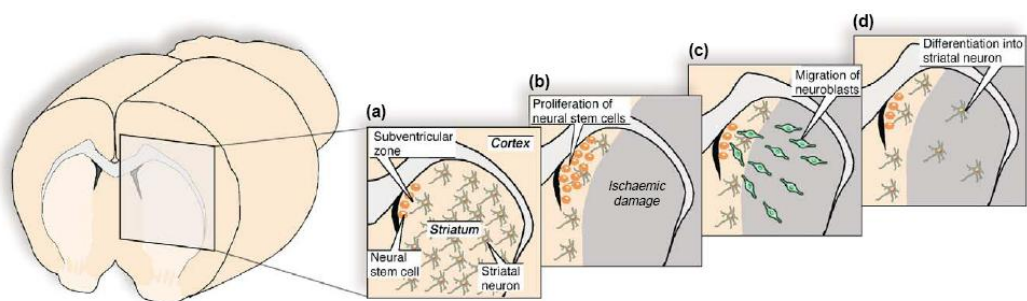 (a)
Subventricular
zone
Cortex
Striatum
Neural
stem cell
Striatal
neuron
(b)
Proliferation of
neural stem cells
Ischaemic
damage
(c)
Migration of
neuroblasts
(d)
Differentiation into
striatal neuron